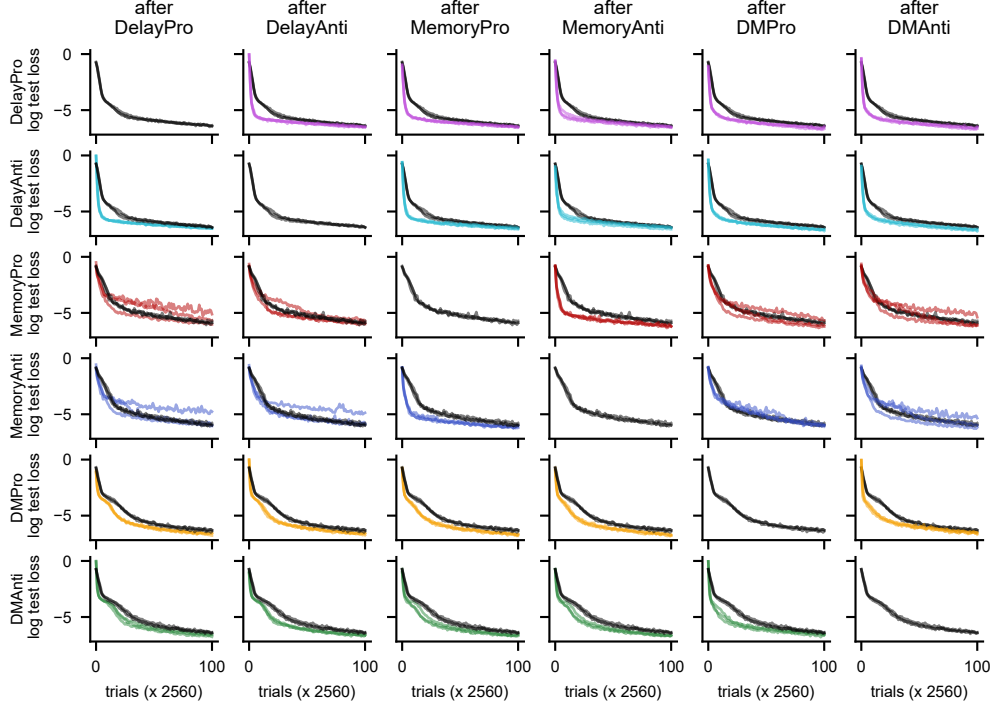 after after after after after after
DelayPro DelayAnti MemoryPro MemoryAnti DMPro DMAnti
DelayPro
log test loss
0
−5
DelayAnti
log test loss
0
−5
MemoryPro
log test loss
0
−5
MemoryAnti
log test loss
0
−5
DMPro
log test loss
0
−5
DMAnti
log test loss
0
−5
0 100 0 100 0 100 0 100 0 100 0 100
trials (x 2560) trials (x 2560) trials (x 2560) trials (x 2560) trials (x 2560) trials (x 2560)